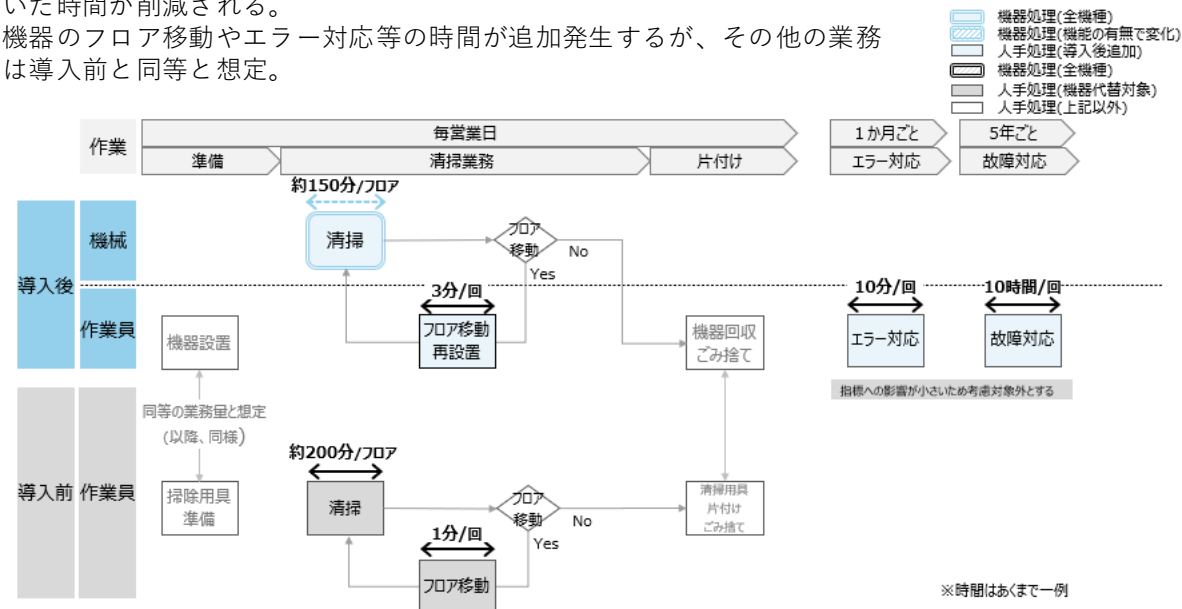 いた時間が削減される。
機器のフロア移動やエラー対応等の時間が追加発生するが、その他の業務
は導入前と同等と想定。
機器処理(全機種)
機器処理(機能の有無で変化)
人手処理(導入後追加)
機器処理(全機種)
人手処理(機器代替対象)
人手処理(上記以外)
作業
毎営業日
1か月ごと
5年ごと
準備
清掃業務
片付け
エラー対応
故障対応
約150分/フロア
導入後
機械
清掃
フロア
移動
No
Yes
3分/回
10分/回
10時間/回
作業員
機器設置
フロア移動
再設置
機器回収
ごみ捨て
エラー対応
故障対応
指標への影響が小さいため考慮対象外とする
同等の業務量と想定
(以降、同様)
約200分/フロア
導入前
作業員
掃除用具
準備
清掃
フロア
移動
No
Yes
清掃用具
片付け
ごみ捨て
1分/回
フロア移動
※時間はあくまで一例